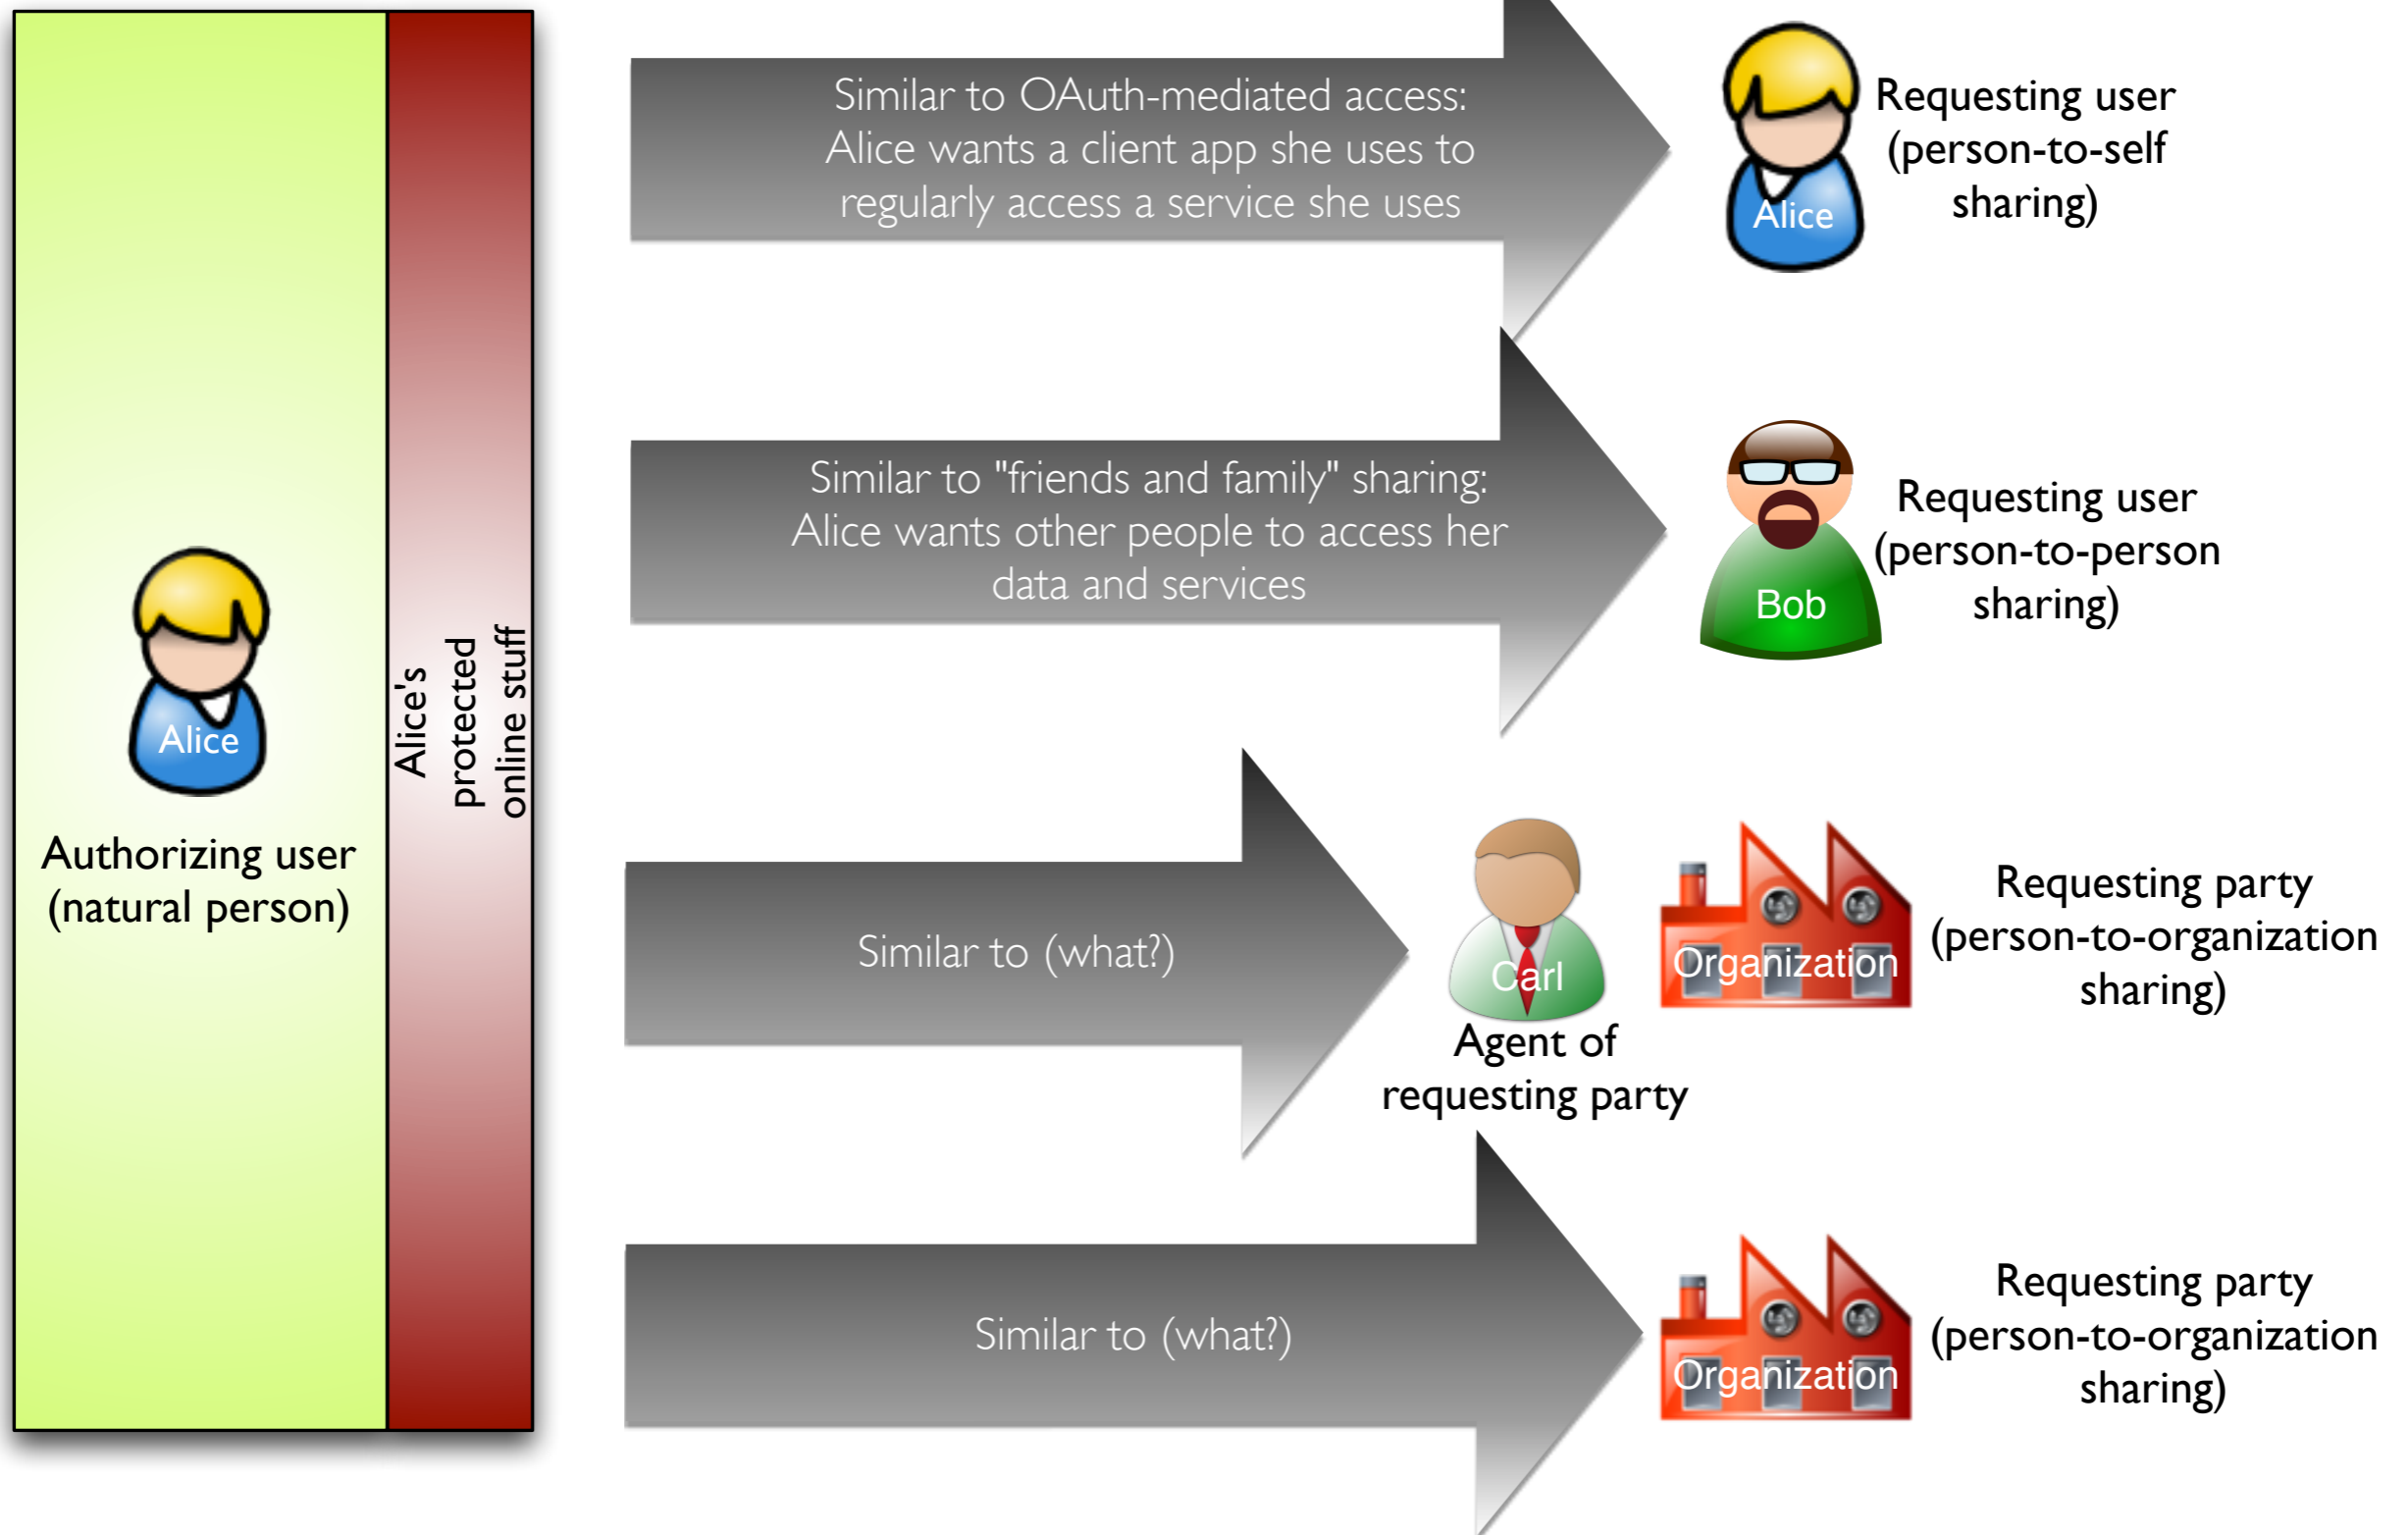 Alice
Authorizing user
(natural person)
Alice's
protected
online stuff
Similar to OAuth-mediated access:
Alice wants a client app she uses to
regularly access a service she uses
Alice
Requesting user
(person-to-self
sharing)
Similar to "friends and family" sharing:
Alice wants other people to access her
data and services
Bob
Requesting user
(person-to-person
sharing)
Similar to (what?)
Carl
Agent of
requesting party
Organization
Requesting party
(person-to-organization
sharing)
Similar to (what?)
Organization
Requesting party
(person-to-organization
sharing)